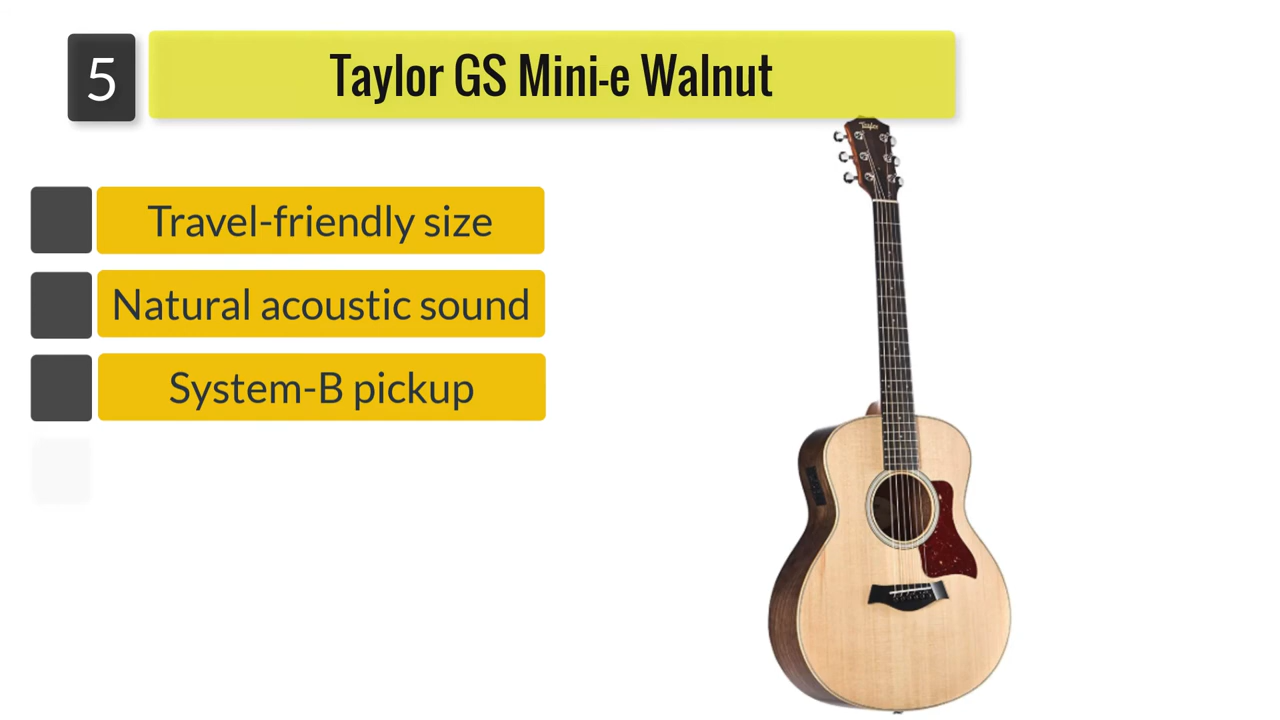 5
Taylor GS Mini-e Walnut
Taylor
Travel-friendly size
Natural acoustic sound
System-B pickup